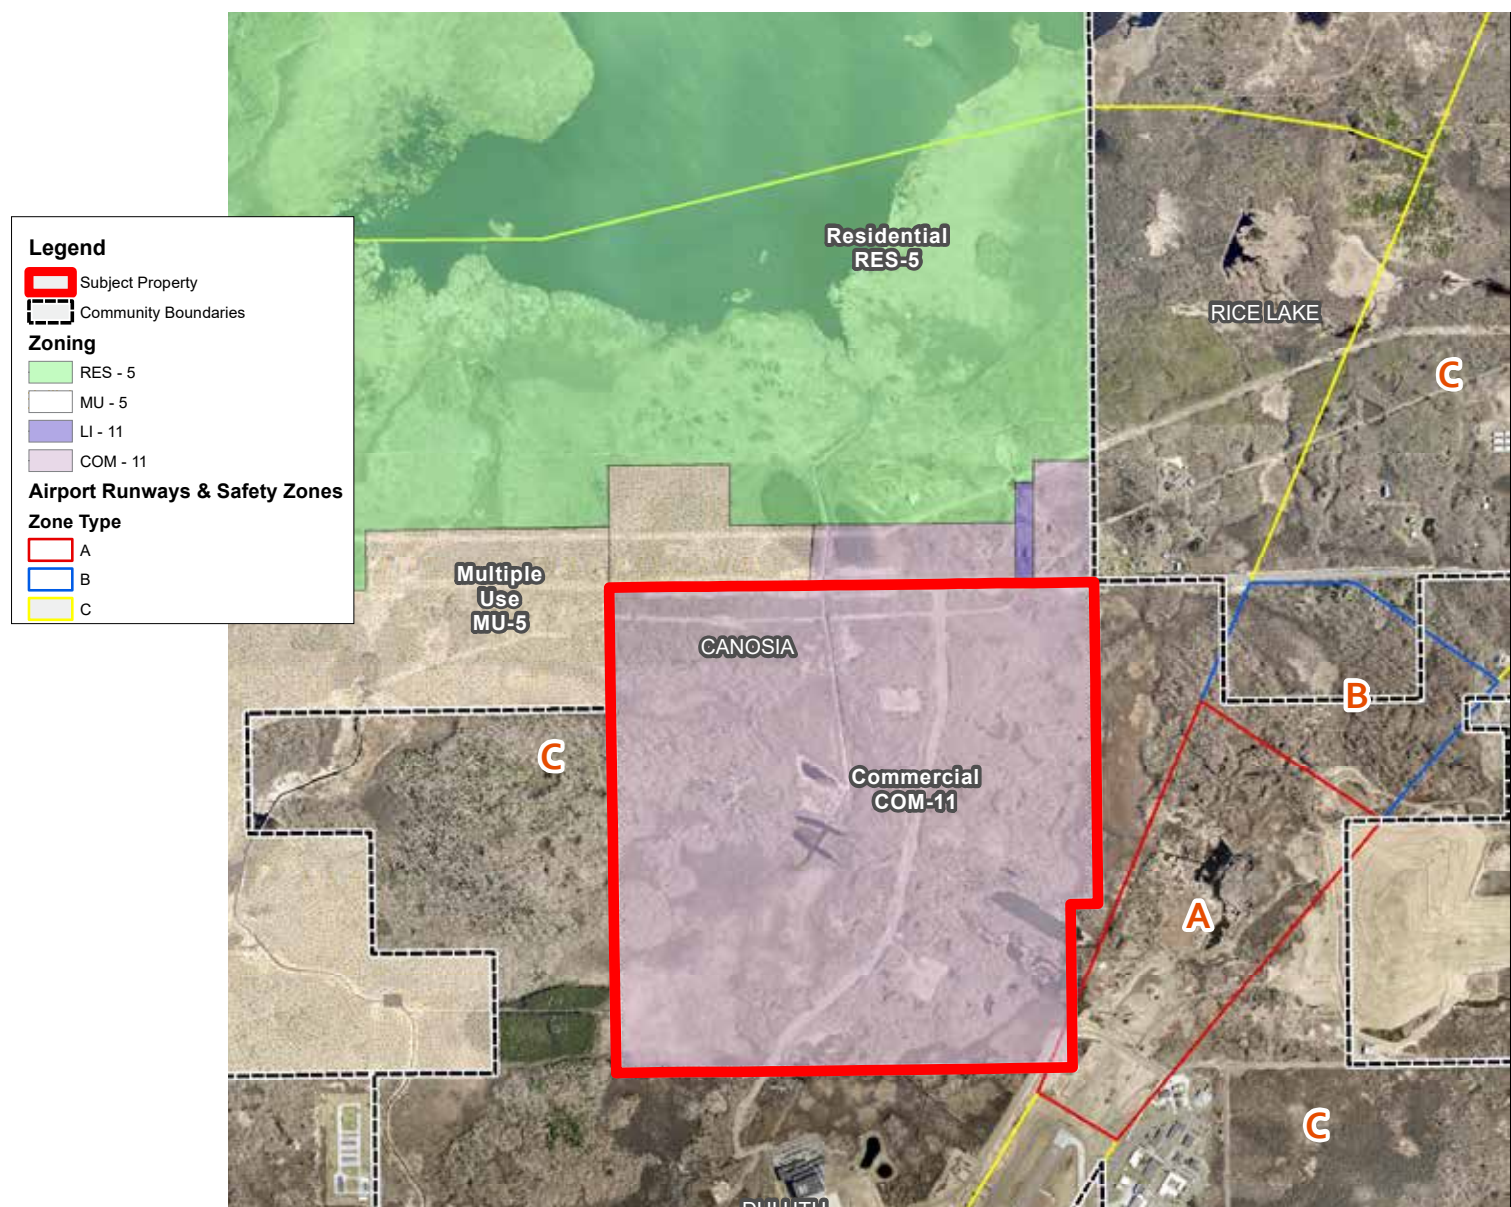 Legend
Subject Property
Community Boundaries
Zoning
RES - 5
MU - 5
LI - 11
COM - 11
Airport Runways & Safety Zones
Zone Type
A
B
C
Residential
RES-5
RICE LAKE
C
Multiple
Use
MU-5
CANOSIA
B
C
Commercial
COM-11
A
C
DULUTH